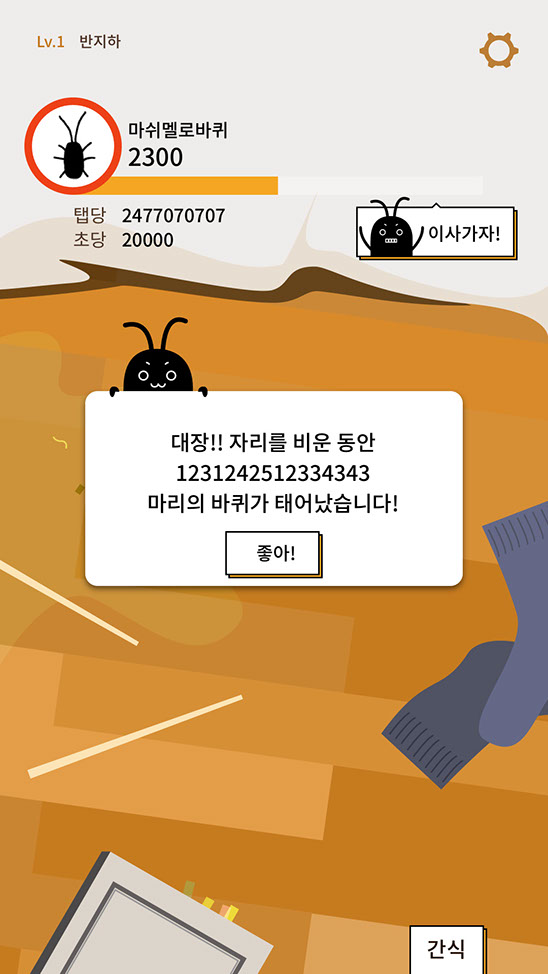 Lv.1 반지하
마쉬멜로바퀴
2300
탭당 2477070707
초당 20000
이사가자!
대장!! 자리를 비운 동안
1231242512334343
마리의 바퀴가 태어났습니다!
좋아!
간식